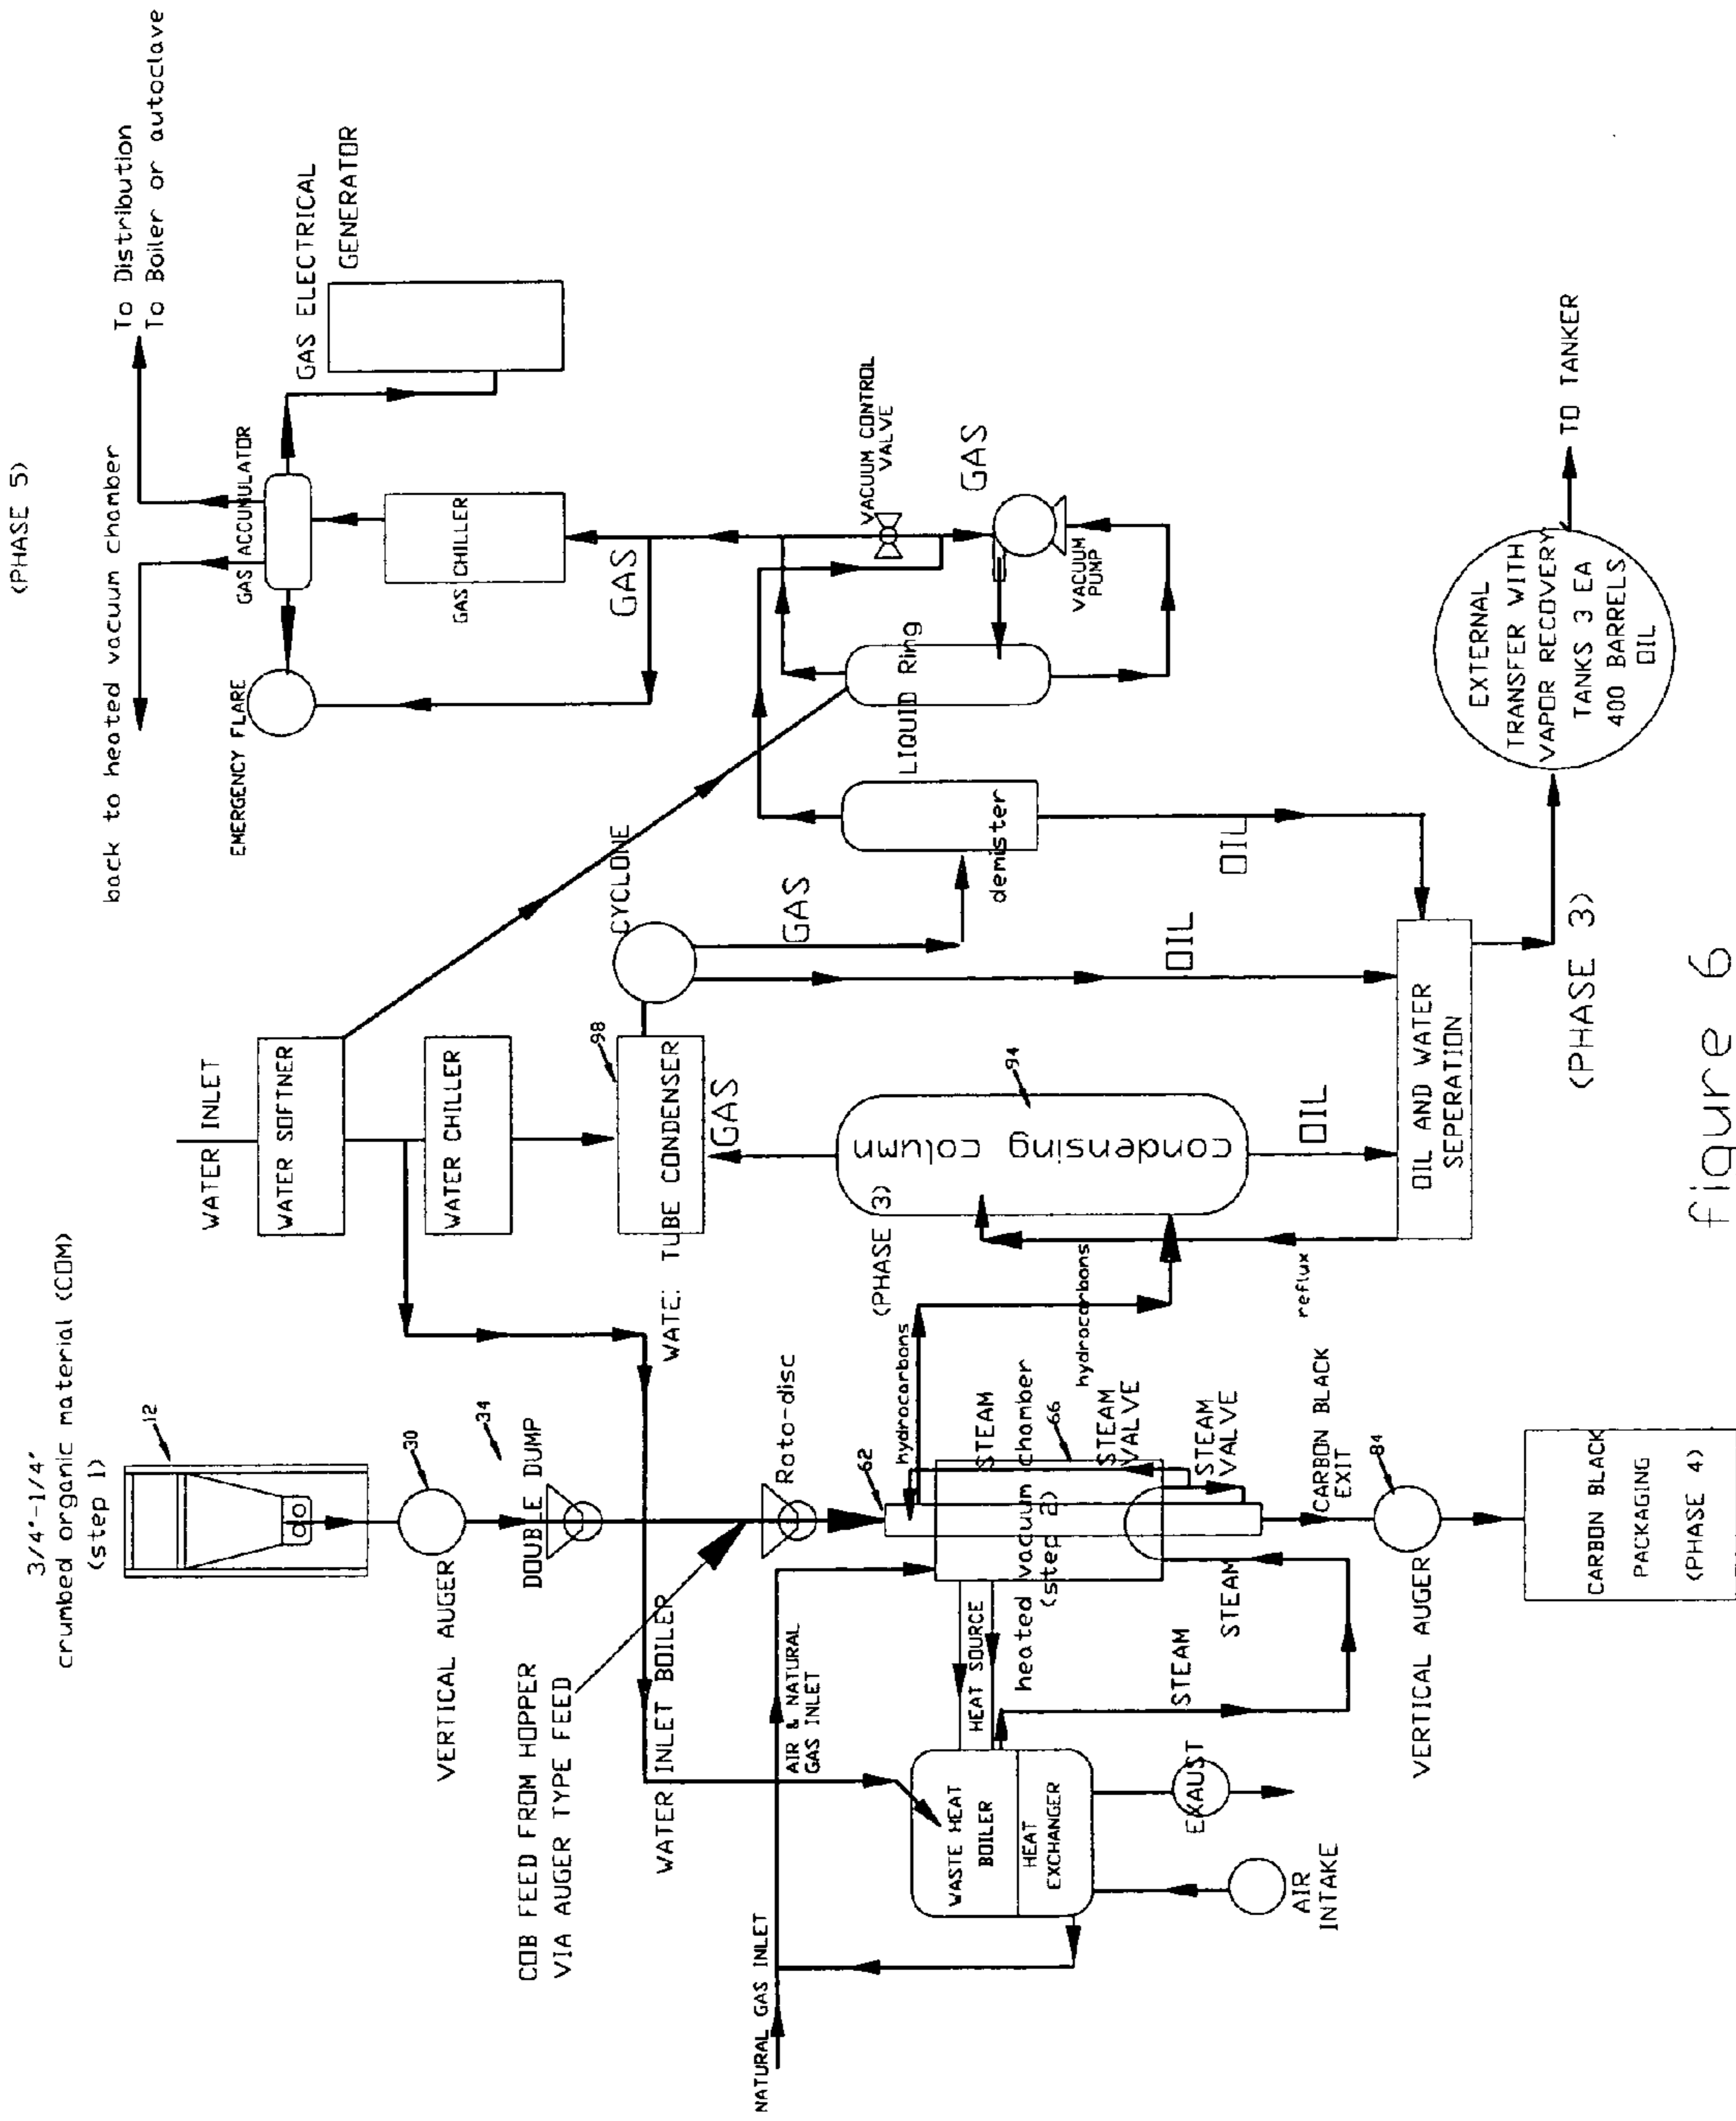 (PHASE 5)
To Distribution
To Boiler or autoclave
back to heated vacuum chamber
GAS ELECTRICAL
GENERATOR
GAS ACCUMULATOR
EMERGENCY FLARE
GAS CHILLER
GAS
VACUUM CONTROL
VALVE
GAS
VACUUM
PUMP
LIQUID Ring
demister
CYCLONE
GAS
OIL
OIL
WATER INLET
WATER SOFTNER
WATER CHILLER
98
TUBE CONDENSER
GAS
94
condensing column
(PHASE 3)
OIL
OIL AND WATER
SEPERATION
(PHASE 3)
EXTERNAL
TRANSFER WITH
VAPOR RECOVERY
TANKS 3 EA
400 BARRELS
OIL
TO TANKER
3/4"-1/4"
crumbed organic material (COM)
(step 1)
12
30
VERTICAL AUGER
34
DOUBLE DUMP
COB FEED FROM HOPPER
VIA AUGER TYPE FEED
Roto-disc
WATER INLET BOILER
62
hydrocarbons
hydrocarbons
reflux
STEAM
66
heated vacuum chamber
(step 2)
STEAM
VALVE
STEAM
VALVE
CARBON BLACK
EXIT
84
VERTICAL AUGER
CARBON BLACK
PACKAGING
(PHASE 4)
NATURAL GAS INLET
AIR & NATURAL
GAS INLET
HEAT SOURCE
WASTE HEAT
BOILER
HEAT
EXCHANGER
STEAM
STEAM
EXAUST
AIR
INTAKE
figure 6